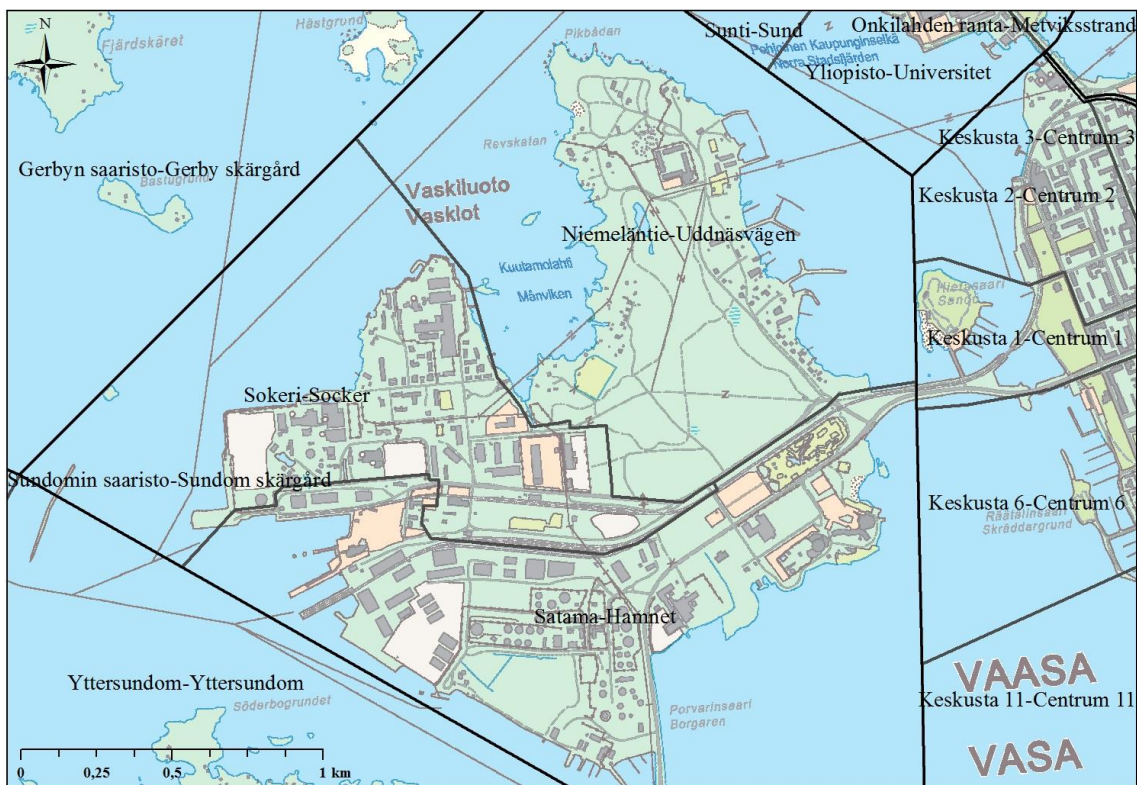 N
Fjärdskäret
Hästgrund
Pikbådan
Sunti-Sund
Onkilahden ranta-Metviksstrand
Pohjoinen Kaupunginselkä
Norra Stadsfjärden
Yliopisto-Universitet
Keskusta 3-Centrum 3
Revskatan
Gerbyn saaristo-Gerby skärgård
Bastugrund
Vaskiluoto
Vasklot
Keskusta 2-Centrum 2
Niemeläntie-Uddnäsvägen
Kuutamolahti
Månviken
Hietasaari
Sandö
Keskusta 1-Centrum 1
Sokeri-Socker
Sundomin saaristo-Sundom skärgård
Keskusta 6-Centrum 6
Räätälinsaari
Skräddargrund
Satama-Hamnet
VAASA
Yttersundom-Yttersundom
Söderbogrundet
Keskusta 11-Centrum 11
Porvarinsaari
Borgaren
VASA
0 0,25 0,5 1 km